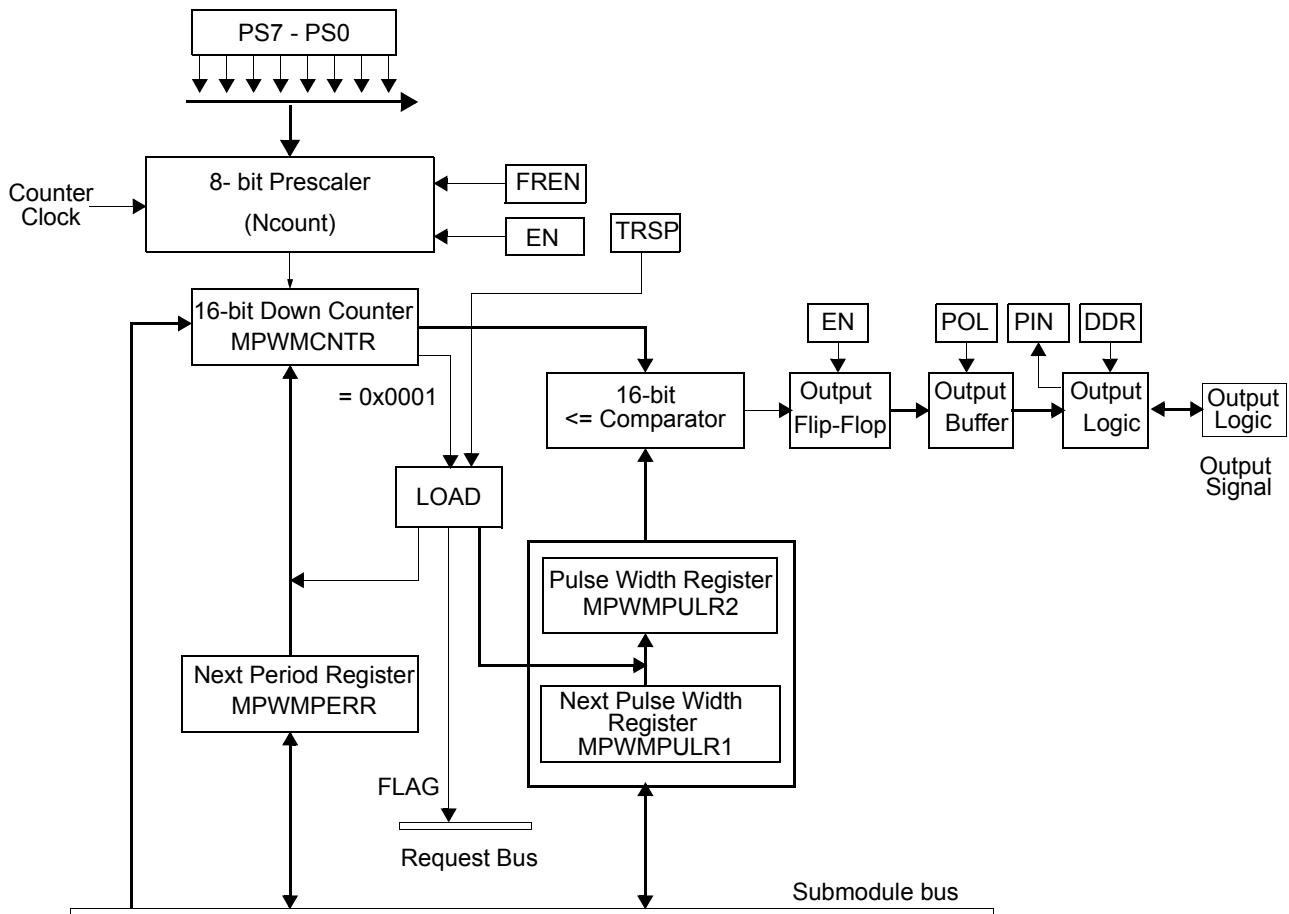 PS7 - PS0
8- bit Prescaler
(Ncount)
Counter
Clock
FREN
EN
TRSP
16-bit Down Counter
MPWMCNTR
= 0x0001
EN
POL
PIN
DDR
16-bit
<= Comparator
Output
Flip-Flop
Output
Buffer
Output
Logic
Output
Logic
Output
Signal
LOAD
Pulse Width Register
MPWMPULR2
Next Period Register
MPWMPERR
Next Pulse Width
Register
MPWMPULR1
FLAG
Request Bus
Submodule bus